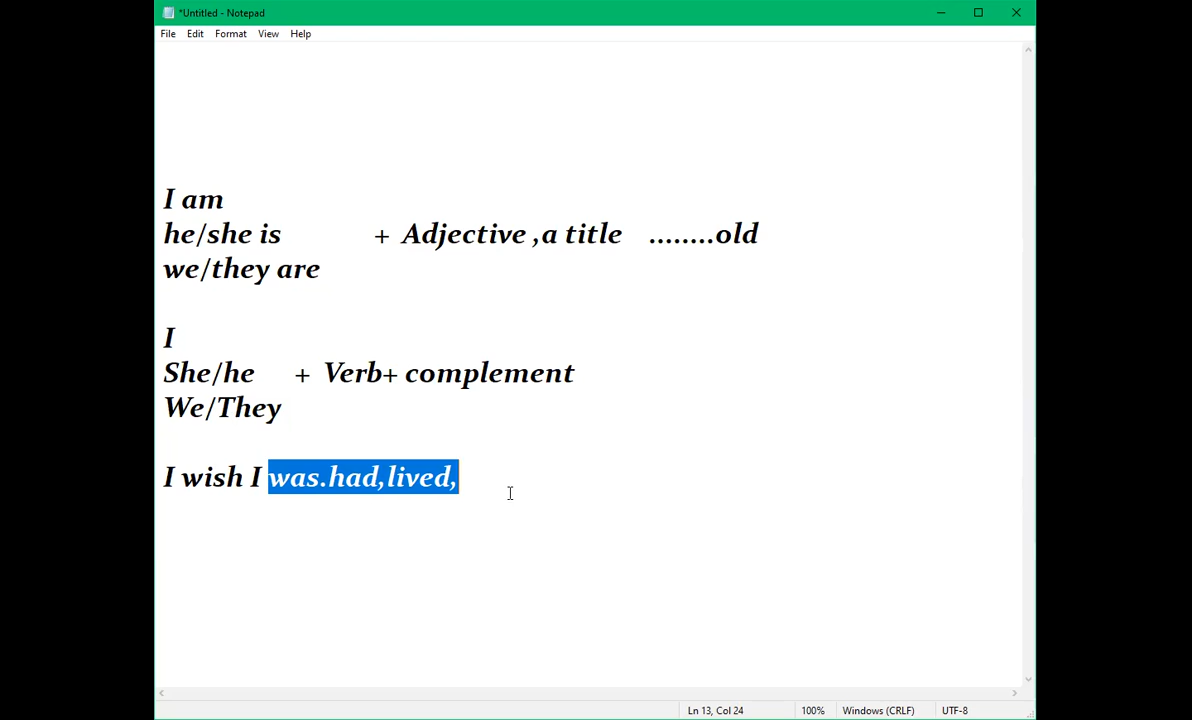 *Untitled - Notepad
File Edit Format View Help
I am
he/she is + Adjective ,a title ........old
we/they are
I
She/he + Verb+ complement
We/They
I wish I was.had,lived,
Ln 13, Col 24 100% Windows (CRLF) UTF-8